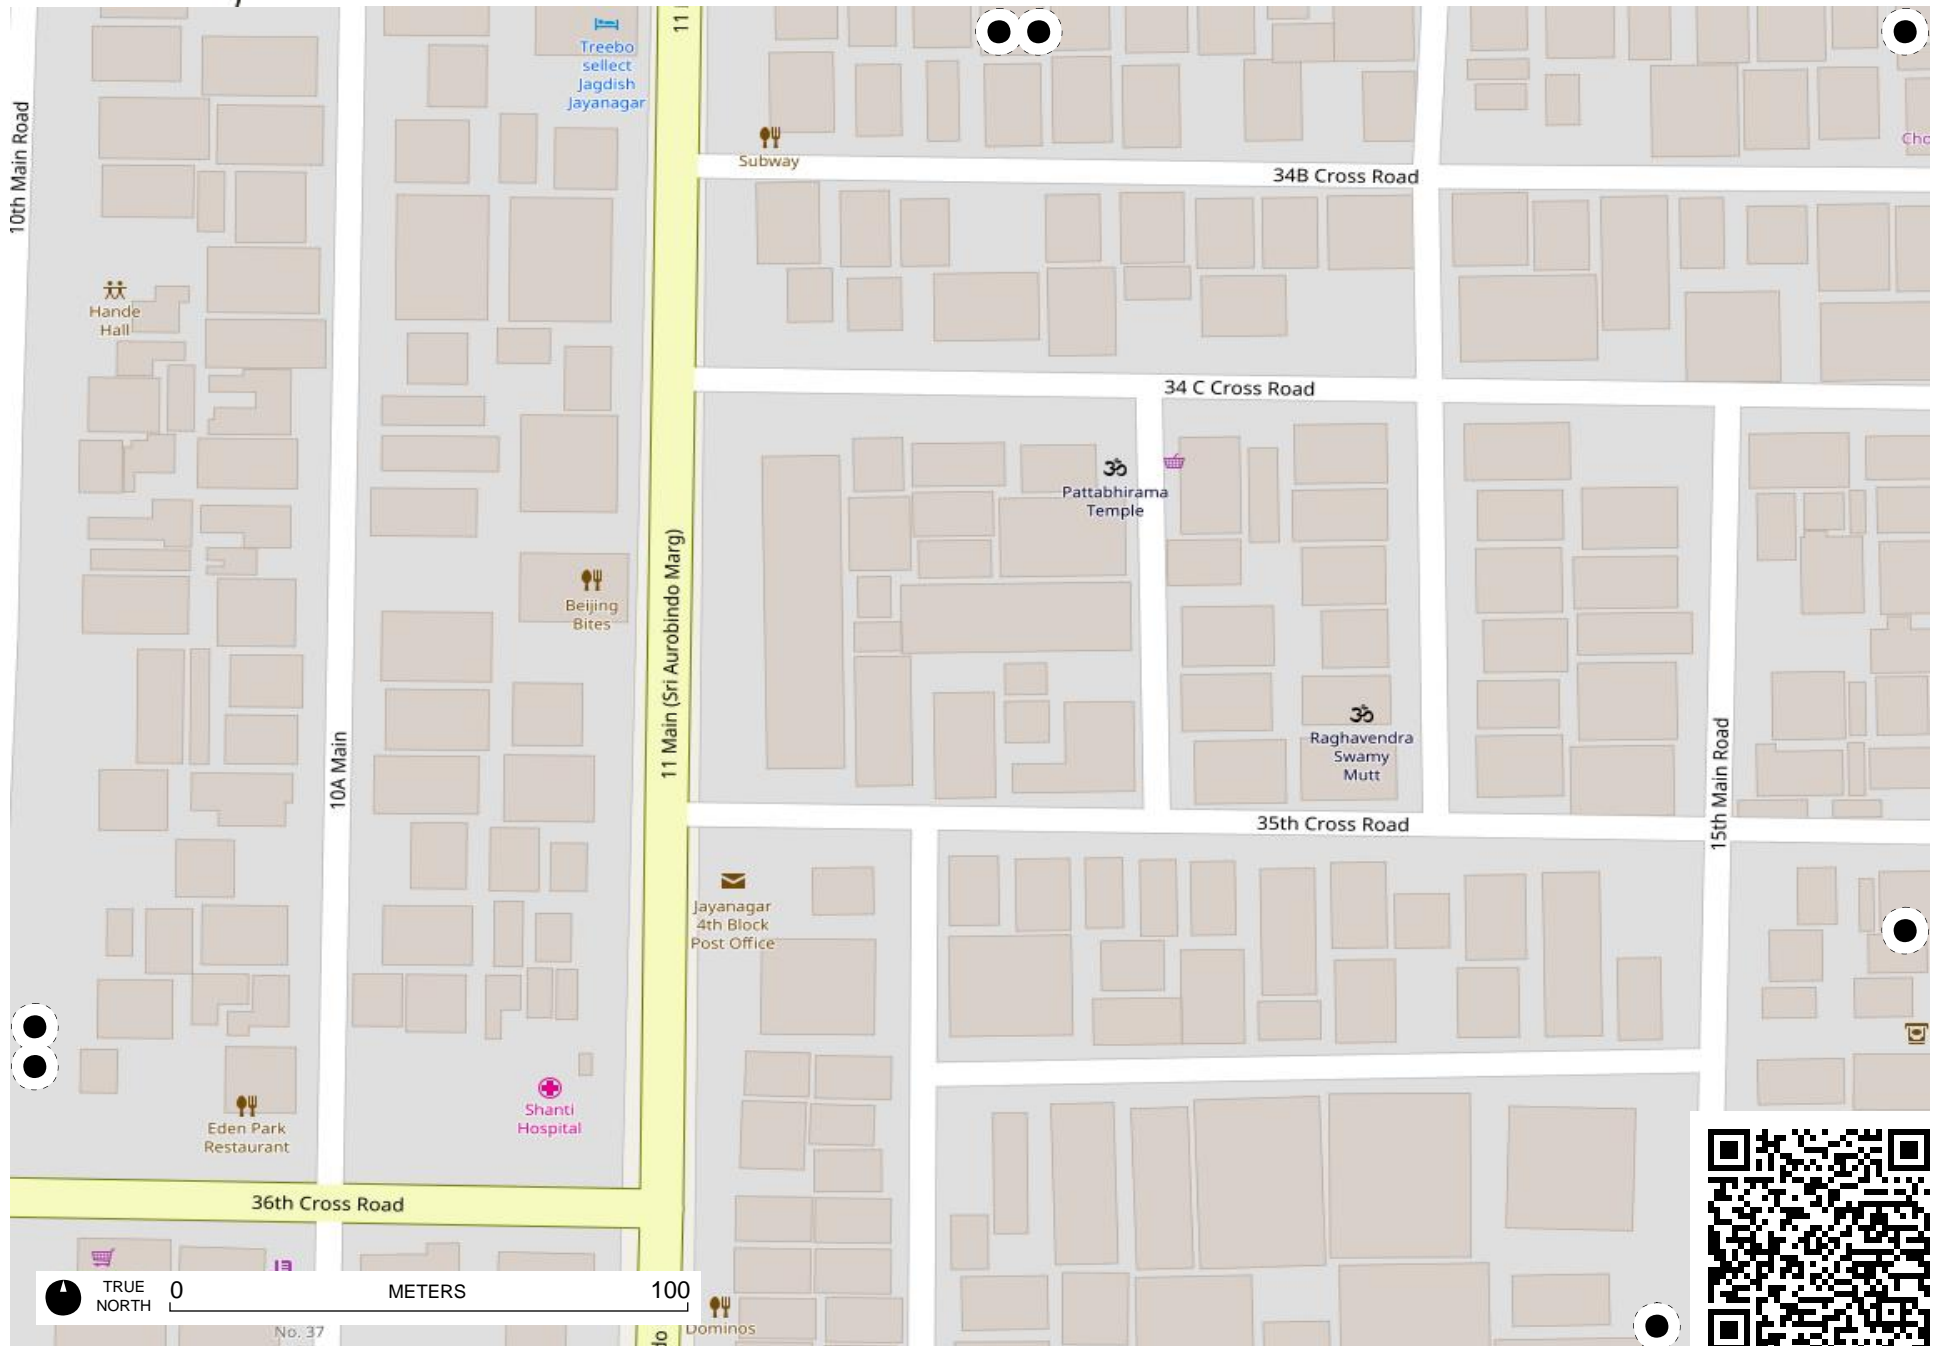 Treebo
sellect
Jagdish
Jayanagar
11
10th Main Road
Subway
Cho
34B Cross Road
Hande
Hall
34 C Cross Road
Pattabhirama
Temple
Beijing
Bites
11 Main (Sri Aurobindo Marg)
Raghavendra
Swamy
Mutt
10A Main
15th Main Road
35th Cross Road
Jayanagar
4th Block
Post Office
Shanti
Hospital
Eden Park
Restaurant
36th Cross Road
TRUE
NORTH
0 METERS 100
Dominos
No. 37
do